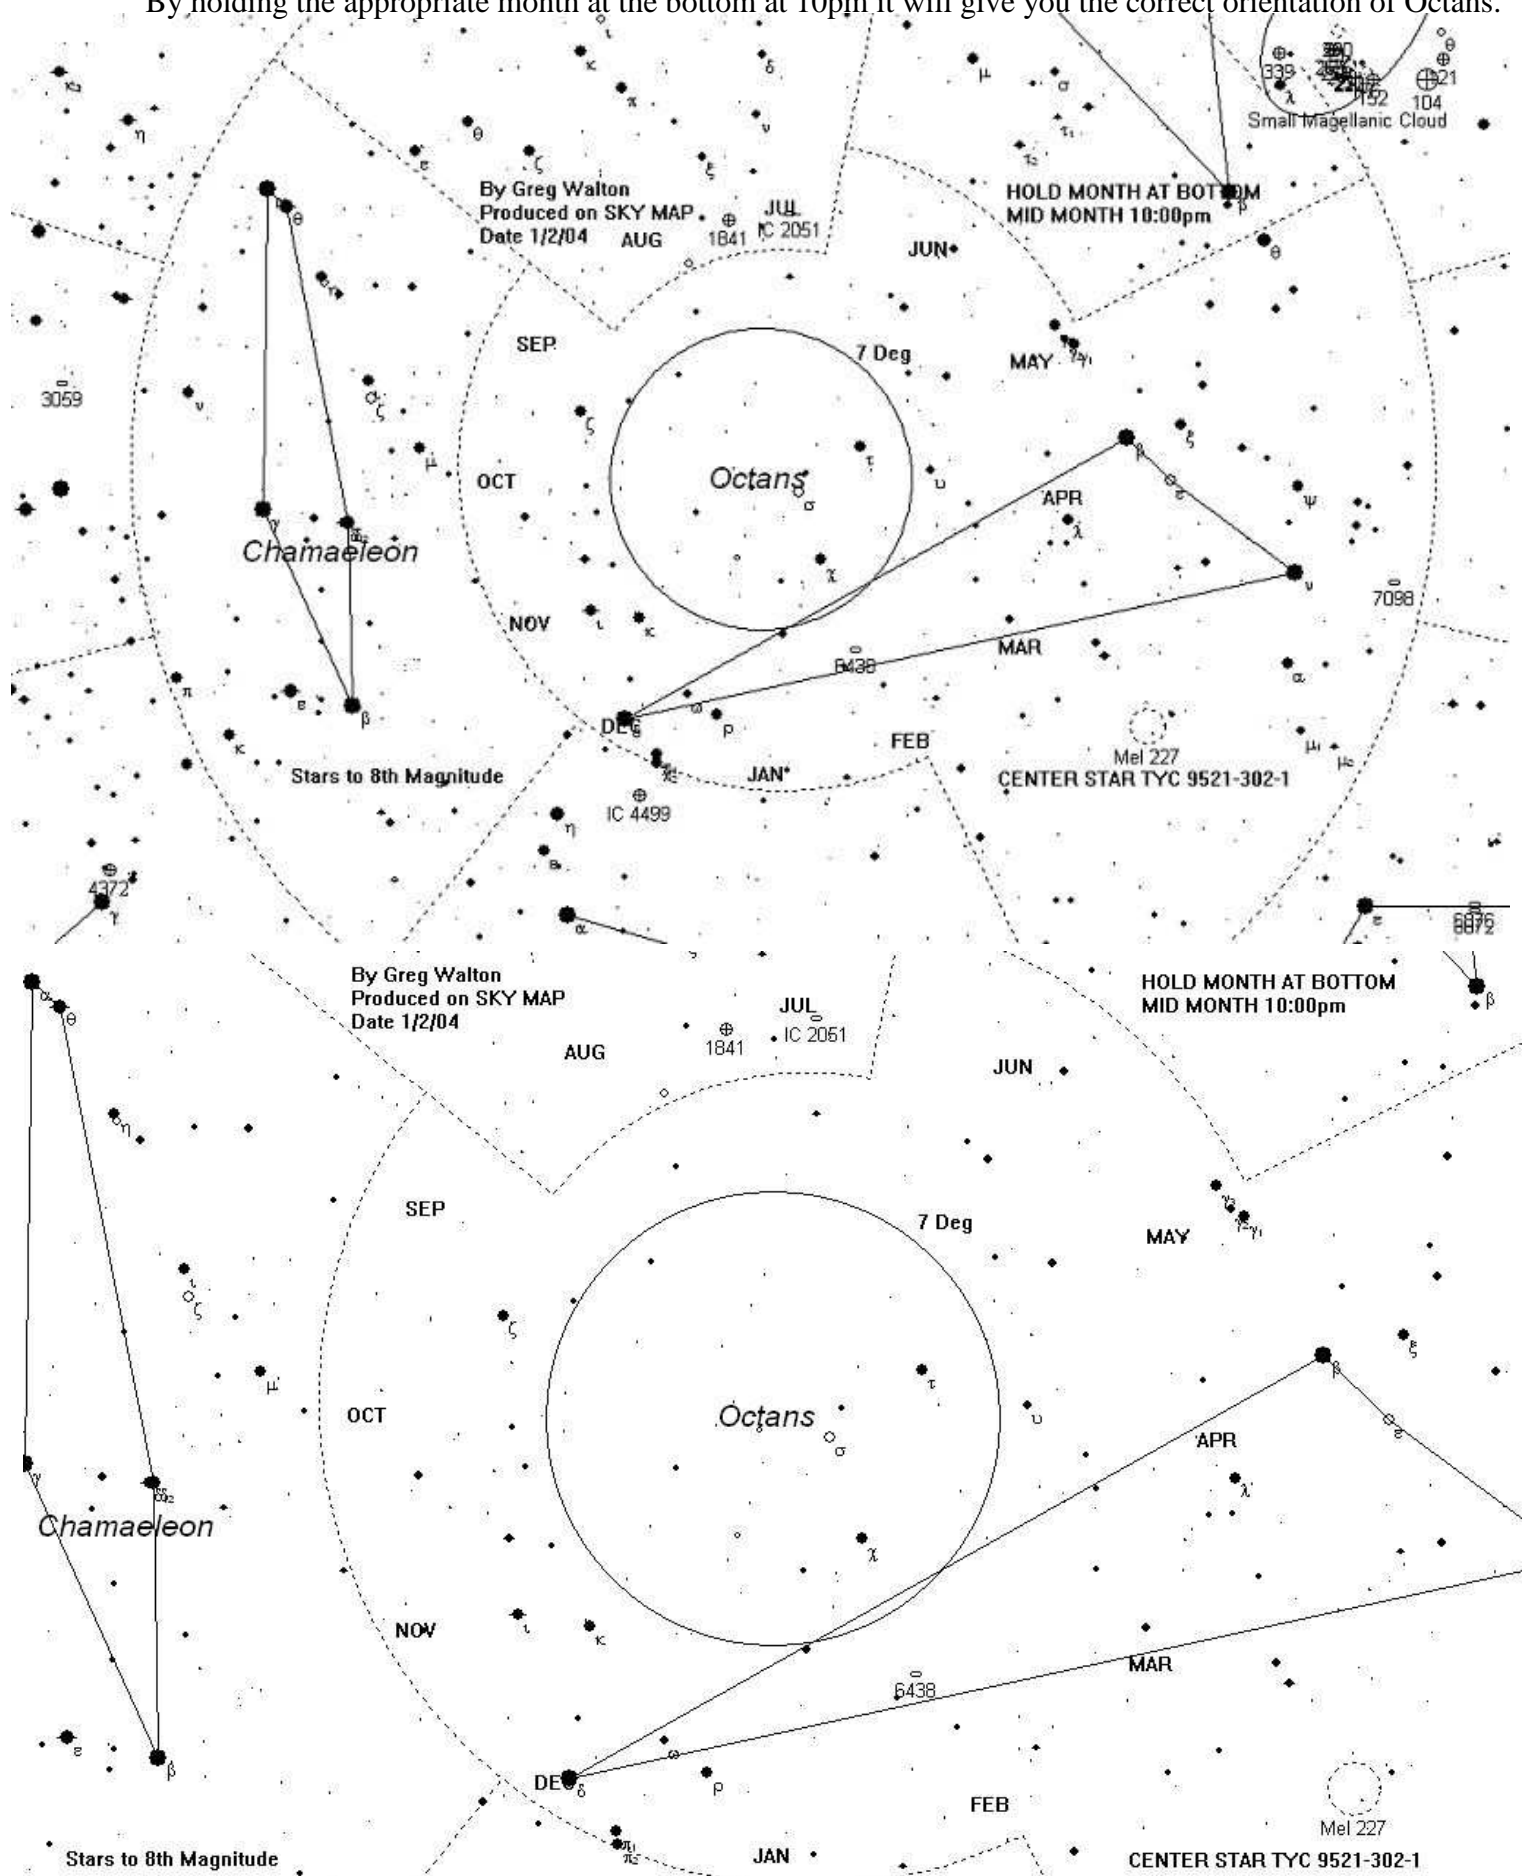 By holding the appropriate month at the bottom at 10pm it will give you the correct orientation of Octans.
Small Magellanic Cloud
339
152
104
By Greg Walton
Produced on SKY MAP
Date 1/2/04
HOLD MONTH AT BOTTOM
MID MONTH 10:00pm
JUL
AUG
1841
IC 2051
JUN
SEP
7 Deg
MAY
3059
OCT
Octans
σ
τ
υ
APR
λ
ψ
ξ
β
ν
Chamaeleon
χ
7098
NOV
ι
κ
MAR
6438
α
ε
β
ω
ρ
FEB
JAN
Mel 227
Stars to 8th Magnitude
CENTER STAR TYC 9521-302-1
IC 4499
η
4372
γ
α
ε
6872
By Greg Walton
Produced on SKY MAP
Date 1/2/04
HOLD MONTH AT BOTTOM
MID MONTH 10:00pm
α
θ
β
JUL
IC 2051
AUG
1841
JUN
η
SEP
7 Deg
MAY
ζ
ζ
ξ
μ
τ
β
OCT
Octans
υ
σ
APR
ε
γ
λ
Chamaeleon
χ
NOV
ι
κ
MAR
6438
ε
β
ω
DEC
δ
ρ
FEB
Mel 227
π1
π2
Stars to 8th Magnitude
JAN
CENTER STAR TYC 9521-302-1